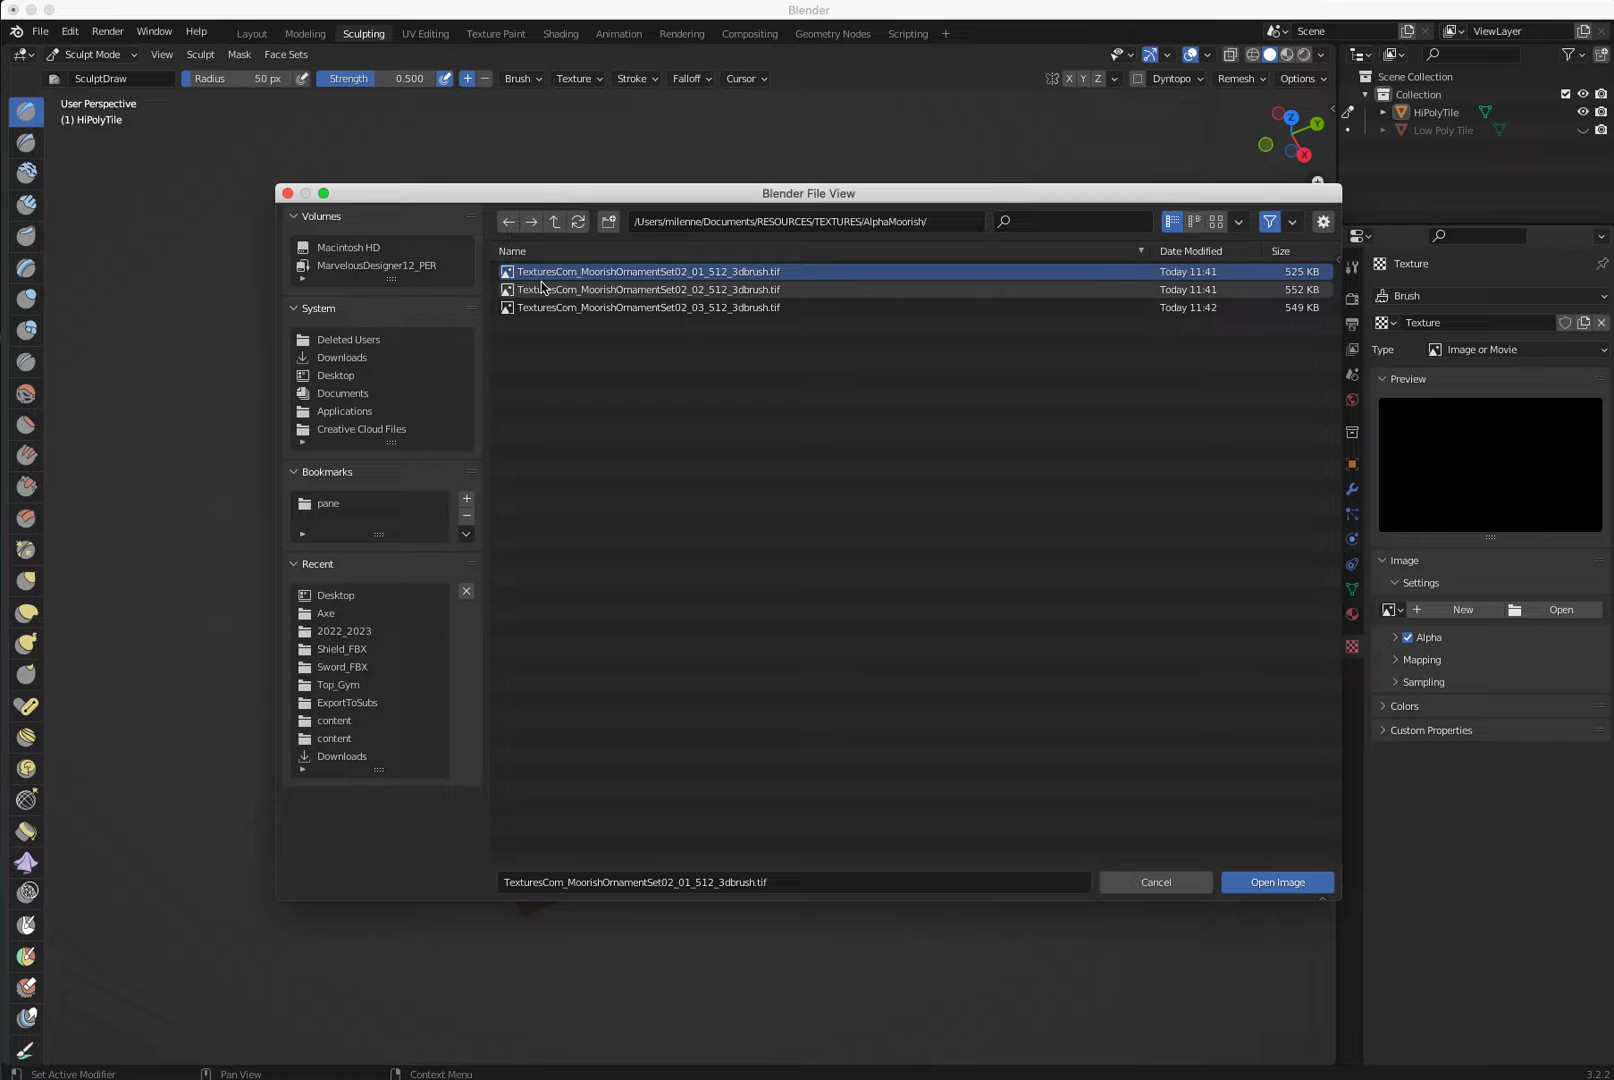 Blender
File Edit Render Window Help Layout Modeling Sculpting UV Editing Texture Paint Shading Animation Rendering Compositing Geometry Nodes Scripting + Scene ViewLayer
Sculpt Mode View Sculpt Mask Face Sets
SculptDraw Radius 50 px Strength 0.500 + − Brush Texture Stroke Falloff Cursor X Y Z Dyntopo Remesh Options
User Perspective
(1) HiPolyTile
Z
Y
X
Scene Collection
Collection
HiPolyTile
Low Poly Tile
Blender File View
Volumes
Macintosh HD
MarvelousDesigner12_PER
System
Deleted Users
Downloads
Desktop
Documents
Applications
Creative Cloud Files
Bookmarks
pane
Recent
Desktop
Axe
2022_2023
Shield_FBX
Sword_FBX
Top_Gym
ExportToSubs
content
content
Downloads
/Users/milenne/Documents/RESOURCES/TEXTURES/AlphaMoorish/
Name Date Modified Size
TexturesCom_MoorishOrnamentSet02_01_512_3dbrush.tif Today 11:41 525 KB
TexturesCom_MoorishOrnamentSet02_02_512_3dbrush.tif Today 11:41 552 KB
TexturesCom_MoorishOrnamentSet02_03_512_3dbrush.tif Today 11:42 549 KB
TexturesCom_MoorishOrnamentSet02_01_512_3dbrush.tif Cancel Open Image
Texture
Brush
Texture
Type Image or Movie
Preview
Image
Settings
+ New Open
Alpha
Mapping
Sampling
Colors
Custom Properties
Set Active Modifier Pan View Context Menu 3.2.2